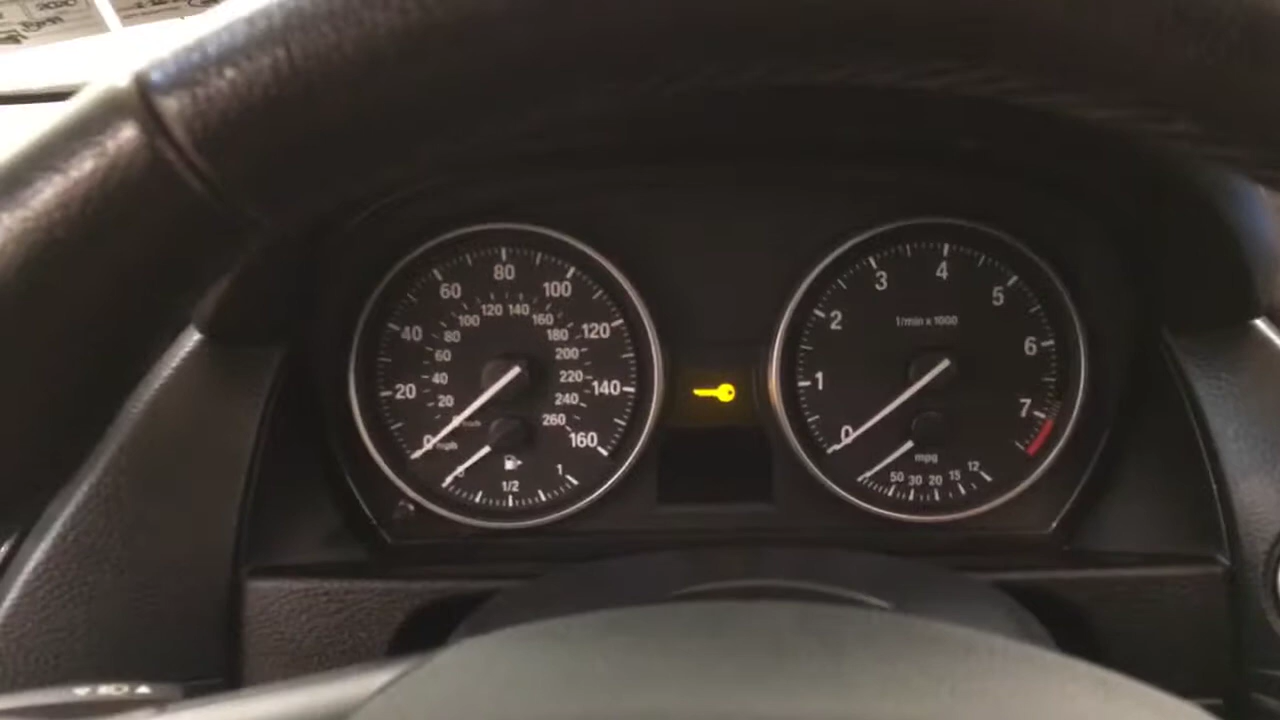 2020
20 40 60 80 100 120 140 160
0 mph
20 40 60 80 100 120 140 160 180 200 220 240 260
0 1/2 1
0 1 2 3 4 5 6 7
1/min x 1000
mpg
50 30 20 15 12